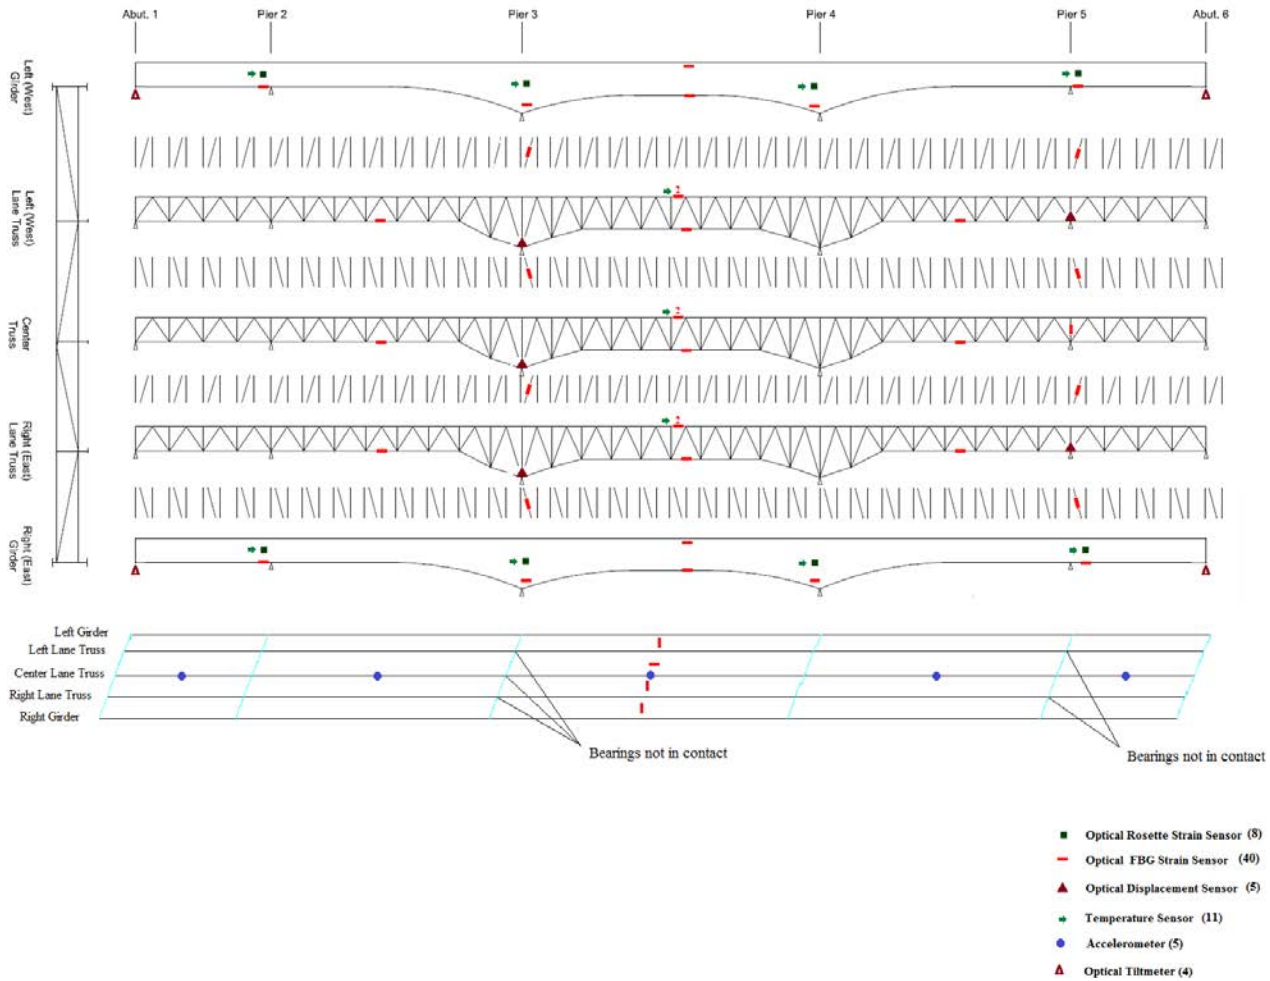 Abut. 1
Pier 2
Pier 3
Pier 4
Pier 5
Abut. 6
Left (West)
Girder
Left (West)
Lane Truss
Center
Truss
Right (East)
Lane Truss
Right (East)
Girder
Left Girder
Left Lane Truss
Center Lane Truss
Right Lane Truss
Right Girder
Bearings not in contact
Bearings not in contact
Optical Rosette Strain Sensor (8)
Optical FBG Strain Sensor (40)
Optical Displacement Sensor (5)
Temperature Sensor (11)
Accelerometer (5)
Optical Tiltmeter (4)